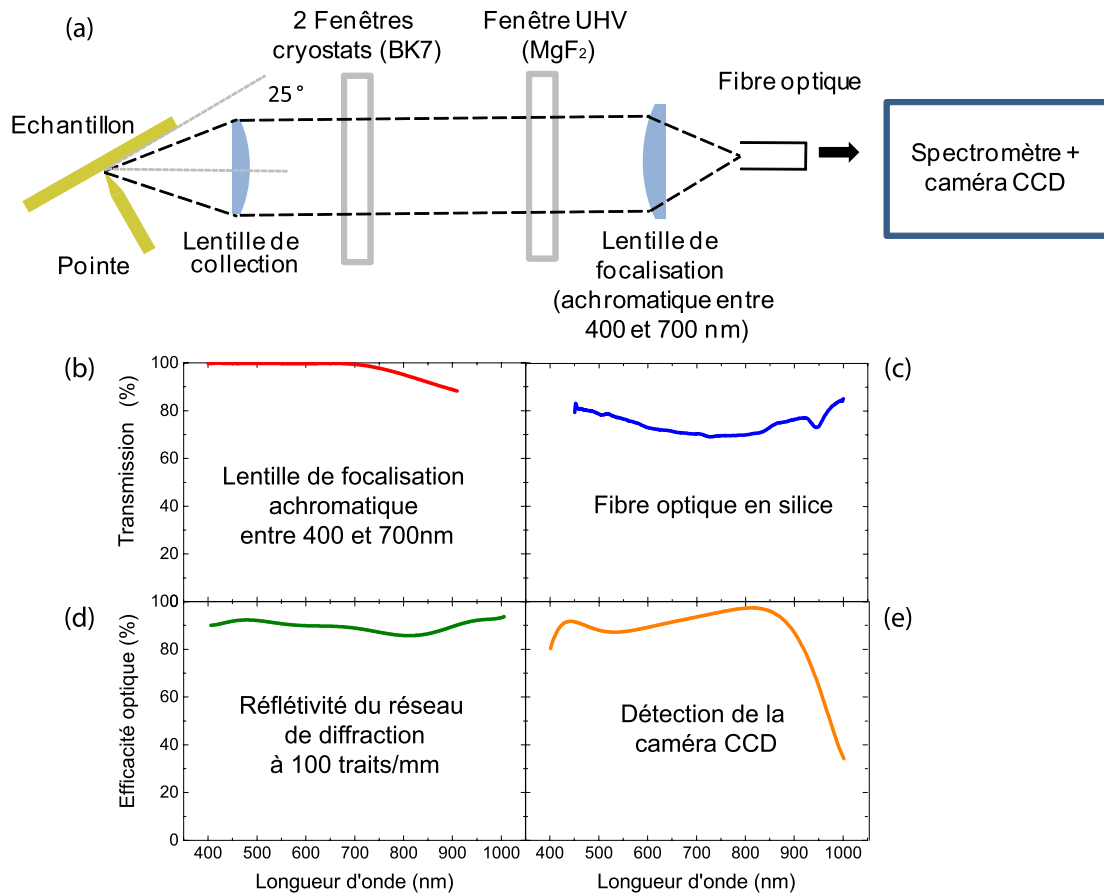 (a)
2 Fenêtres
cryostats (BK7)
Fenêtre UHV
(MgF₂)
Fibre optique
25°
Echantillon
Spectromètre +
caméra CCD
Pointe
Lentille de
collection
Lentille de
focalisation
(achromatique entre
400 et 700 nm)
(b)
(c)
Transmission (%)
100
80
60
40
20
0
Lentille de focalisation
achromatique
entre 400 et 700nm
Fibre optique en silice
(d)
(e)
Efficacité optique (%)
100
80
60
40
20
0
Réflétivité du réseau
de diffraction
à 100 traits/mm
Détection de la
caméra CCD
400 500 600 700 800 900 1000
400 500 600 700 800 900 1000
Longueur d'onde (nm)
Longueur d'onde (nm)